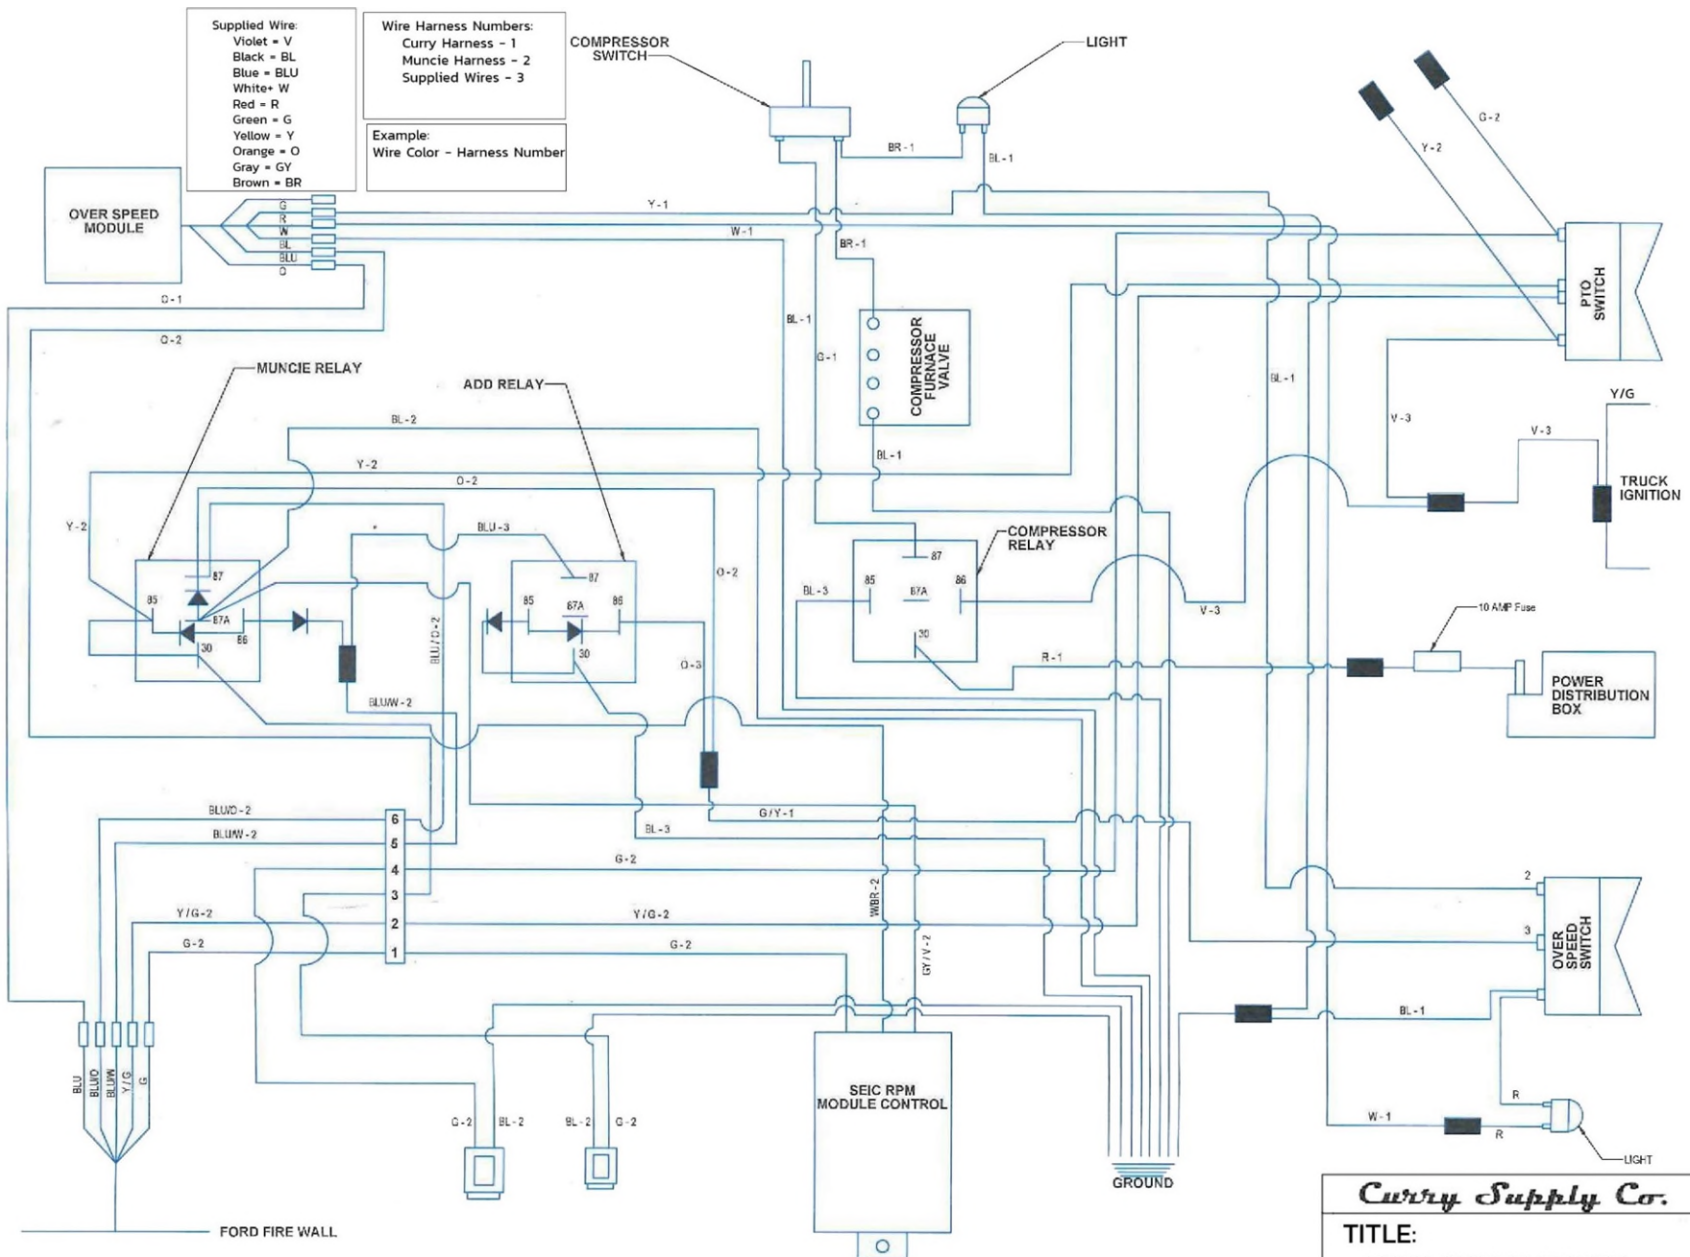 Supplied Wire:
Violet = V
Black = BL
Blue = BLU
White+ W
Red = R
Green = G
Yellow = Y
Orange = O
Gray = GY
Brown = BR
Wire Harness Numbers:
Curry Harness - 1
Muncie Harness - 2
Supplied Wires - 3
Example:
Wire Color - Harness Number
COMPRESSOR
SWITCH
LIGHT
BR-1
BL-1
G-2
Y-2
OVER SPEED
MODULE
G
R
W
BL
BLU
O
Y-1
W-1
BR-1
PTO
SWITCH
O-1
O-2
BL-1
G-1
COMPRESSOR
FURNACE
VALVE
BL-1
MUNCIE RELAY
ADD RELAY
BL-2
BL-1
V-3
V-3
Y/G
TRUCK
IGNITION
Y-2
O-2
Y-2
BLU-3
COMPRESSOR
RELAY
87
85
87A
86
30
BLU/O-2
87
85
87A
86
30
O-2
BL-3
87
85
87A
86
30
V-3
10 AMP Fuse
O-3
R-1
POWER
DISTRIBUTION
BOX
BLU/W-2
BLU/O-2
BLU/W-2
6
5
4
3
2
1
G/Y-1
BL-3
G-2
W/BR-2
Y/G-2
Y/G-2
G-2
G-2
GY/V-2
2
3
OVER
SPEED
SWITCH
BL-1
BLU
BLU/O
BLU/W
Y/G
G
SEIC RPM
MODULE CONTROL
G-2
BL-2
BL-2
G-2
W-1
R
R
LIGHT
GROUND
FORD FIRE WALL
Curry Supply Co.
TITLE: